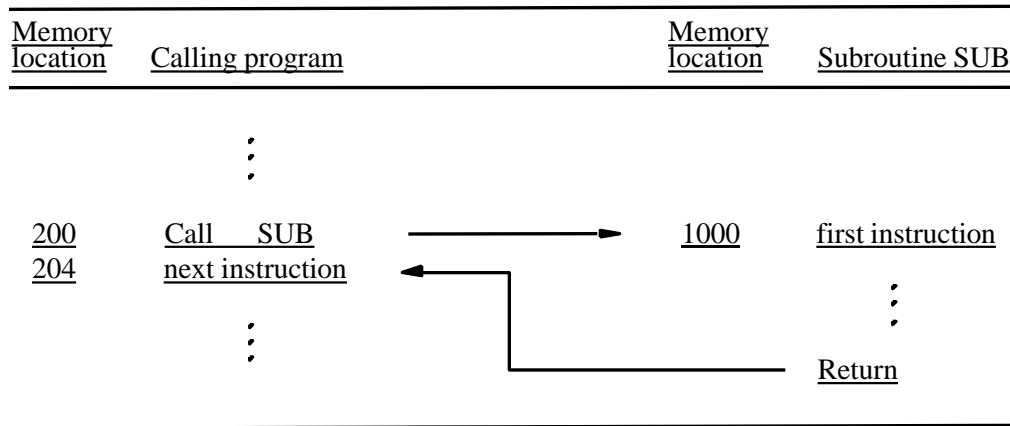 Memory location Calling program Memory location Subroutine SUB
200 Call SUB 1000 first instruction
204 next instruction
Return